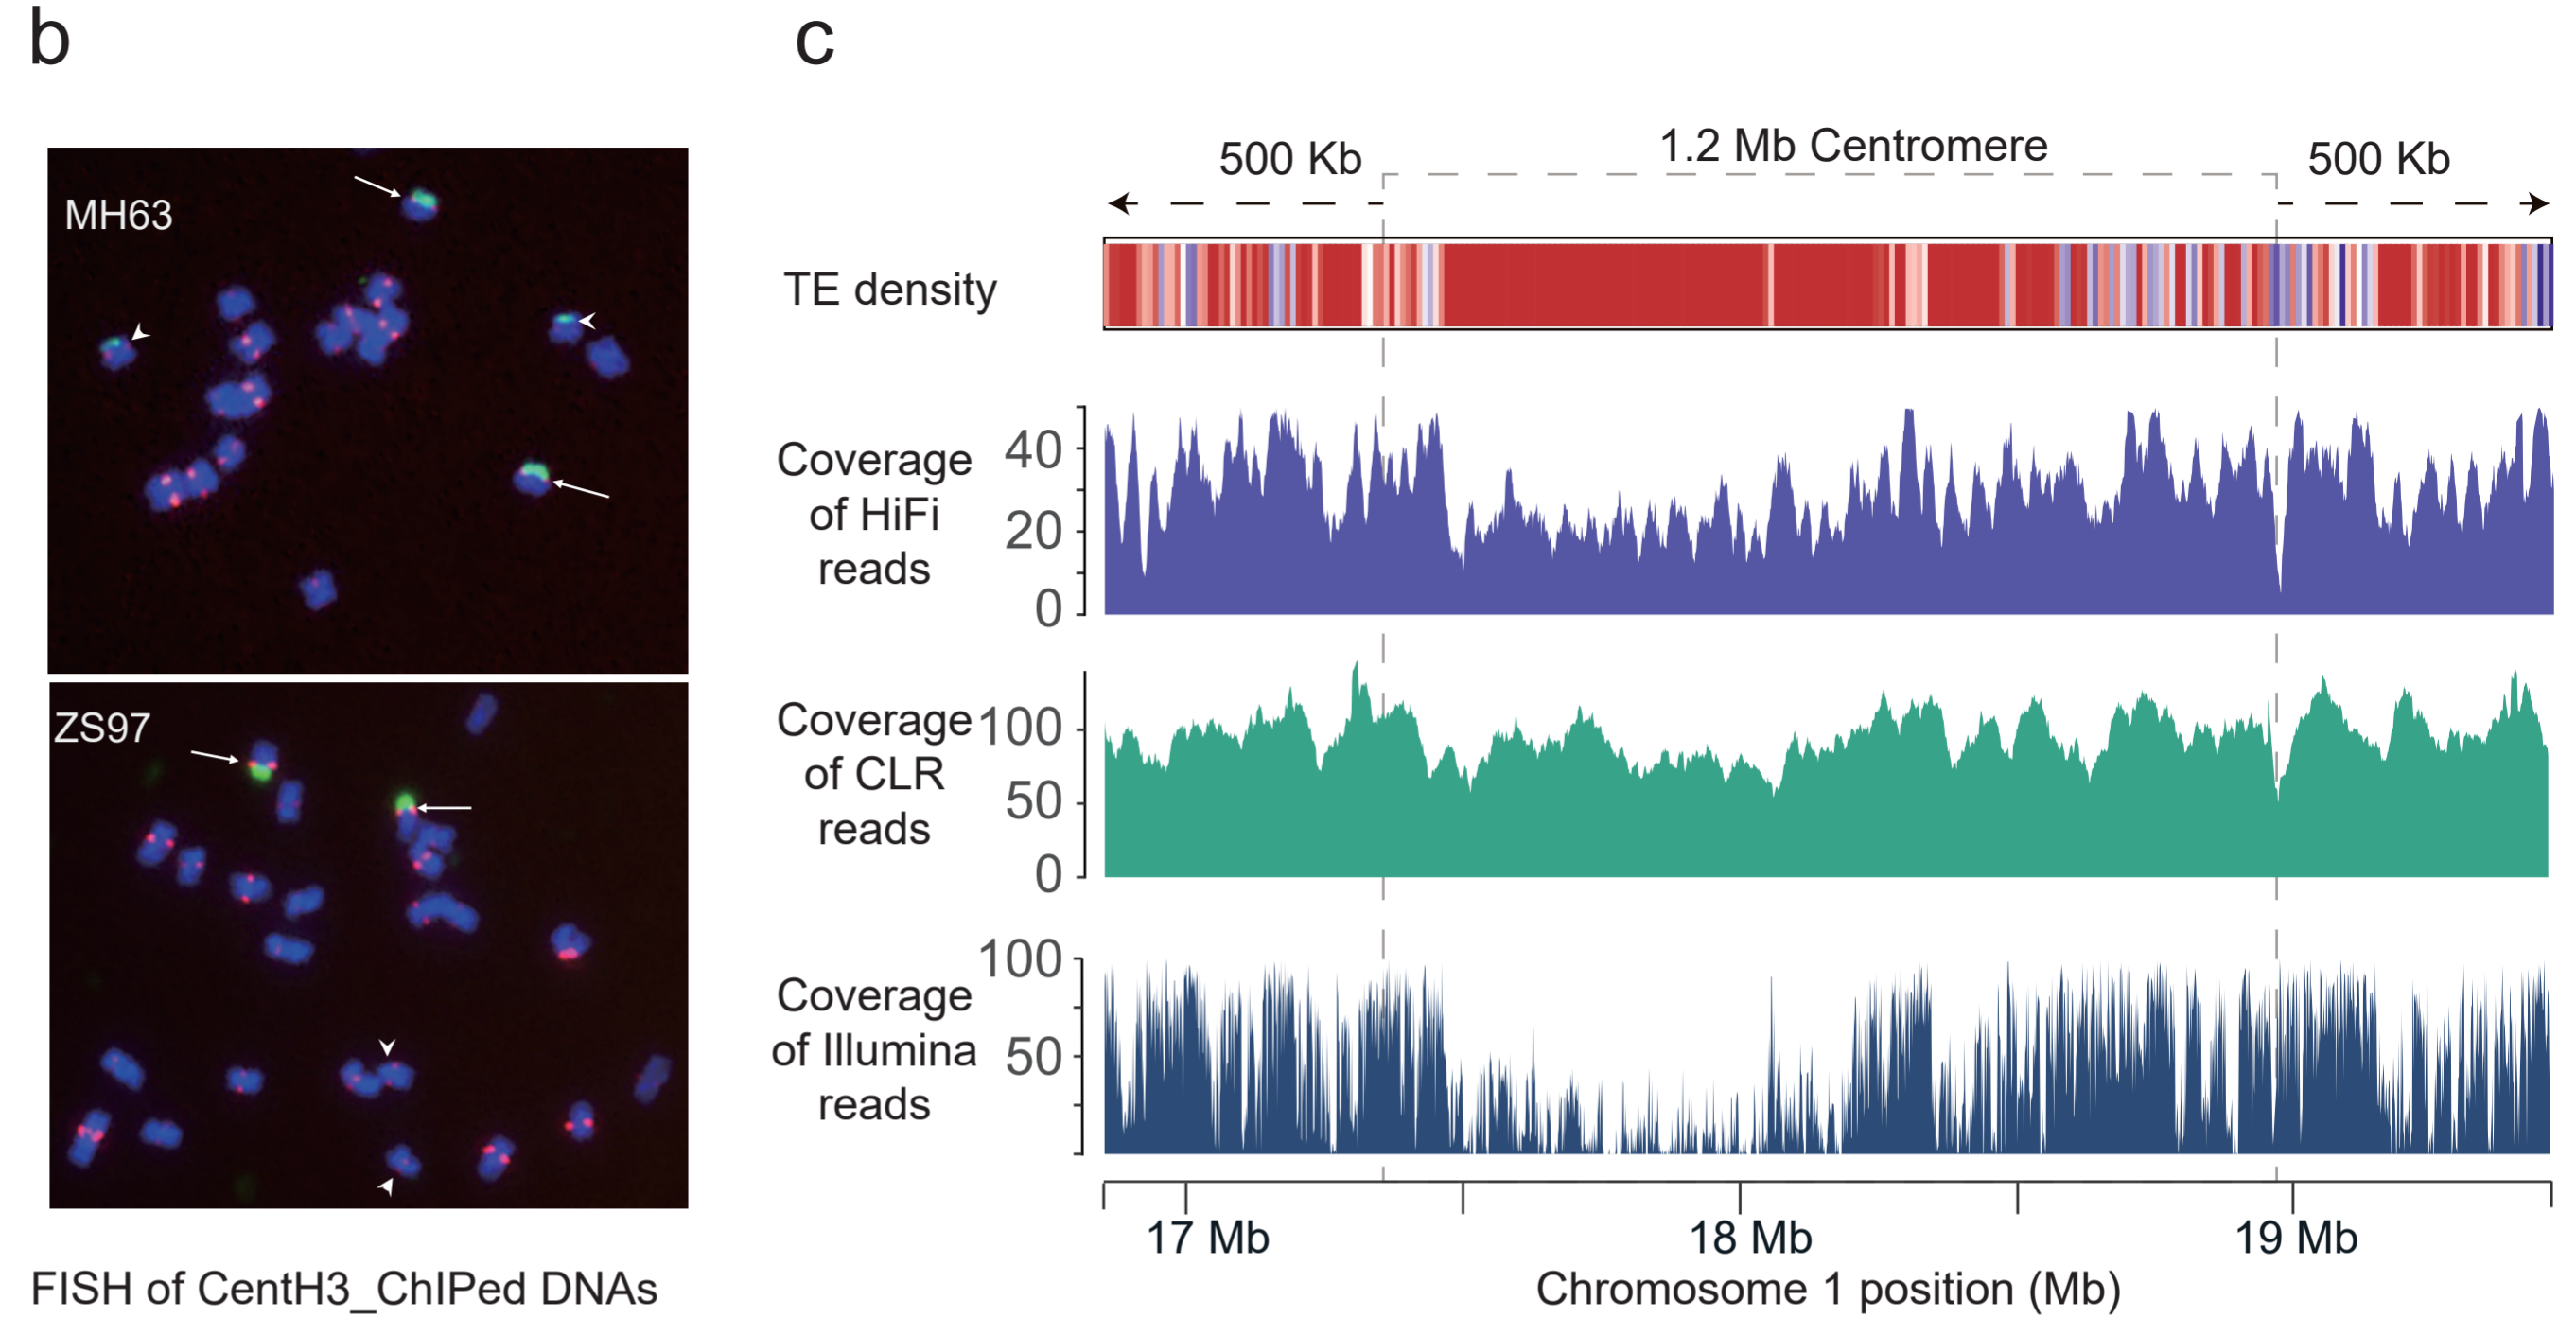 b
c
MH63
ZS97
FISH of CentH3_ChIPed DNAs
500 Kb
1.2 Mb Centromere
500 Kb
TE density
Coverage
of HiFi
reads
40
20
0
Coverage
of CLR
reads
100
50
0
Coverage
of Illumina
reads
100
50
17 Mb
18 Mb
19 Mb
Chromosome 1 position (Mb)